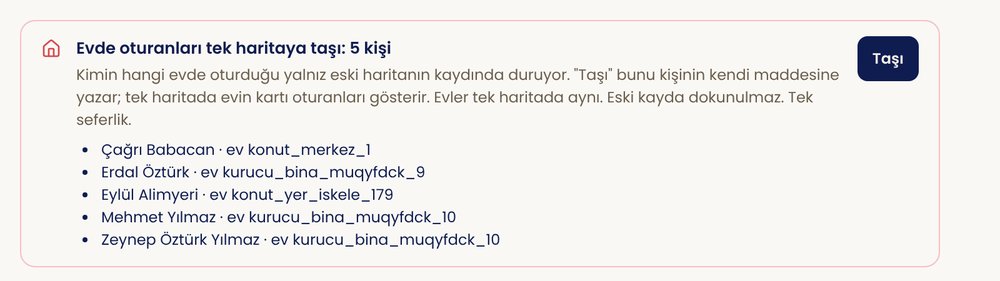 Evde oturanları tek haritaya taşı: 5 kişi
Taşı
Kimin hangi evde oturduğu yalnız eski haritanın kaydında duruyor. "Taşı" bunu kişinin kendi maddesine
yazar; tek haritada evin kartı oturanları gösterir. Evler tek haritada aynı. Eski kayda dokunulmaz. Tek
seferlik.
• Çağrı Babacan · ev konut_merkez_1
• Erdal Öztürk · ev kurucu_bina_muqyfdck_9
• Eylül Alimyeri · ev konut_yer_iskele_179
• Mehmet Yılmaz · ev kurucu_bina_muqyfdck_10
• Zeynep Öztürk Yılmaz · ev kurucu_bina_muqyfdck_10